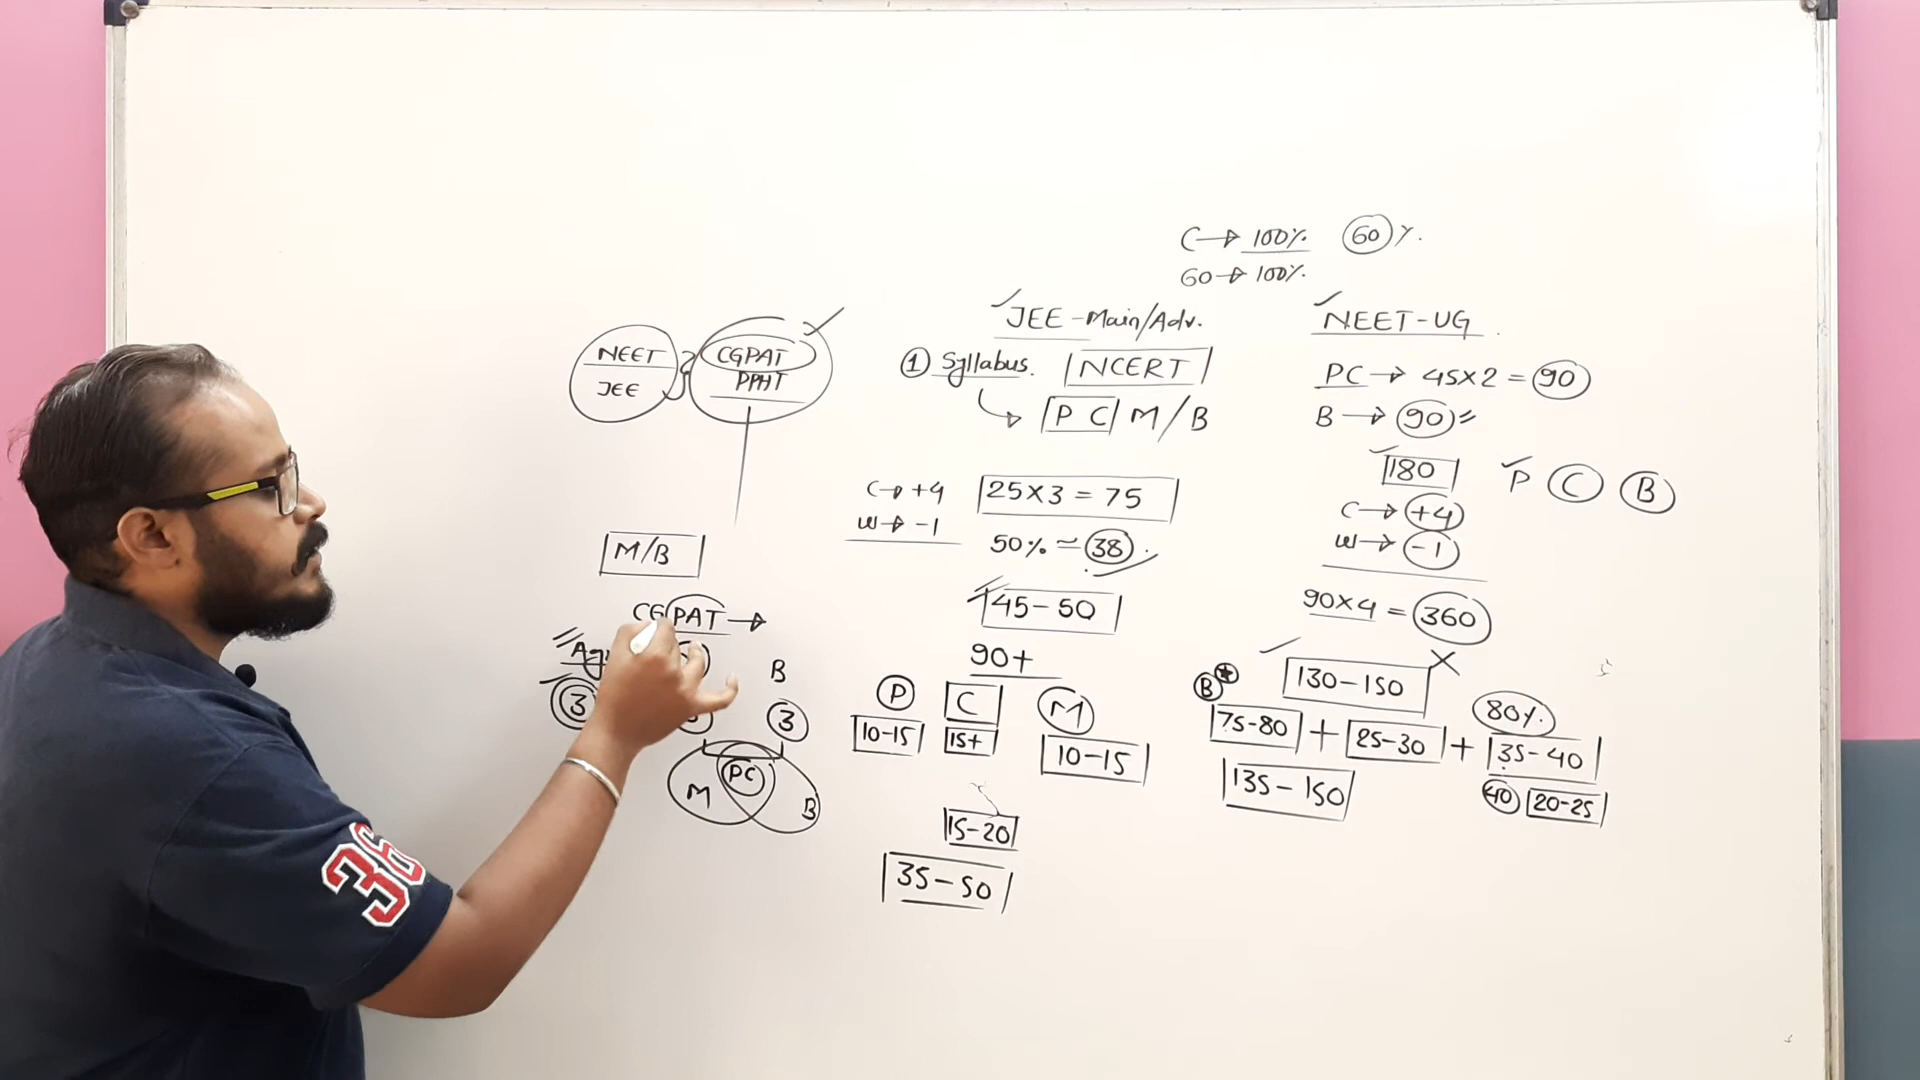 C → 100% 60%.
60 → 100%.
NEET
JEE
CGPAT
PPHT
M/B
CGPAT →
Agr
B
3
3
PC
M
B
JEE-Main/Adv.
① Syllabus. NCERT
P C M/B
C → +4
W → -1
25×3 = 75
50% ≈ 38.
45-50
90+
P C M
10-15 15+ 10-15
15-20
35-50
NEET-UG.
PC → 45×2 = 90
B → 90
180 P C B
C → +4
W → -1
90×4 = 360
130-150
B 80%.
75-80 + 25-30 + 35-40
135-150 40 20-25
36